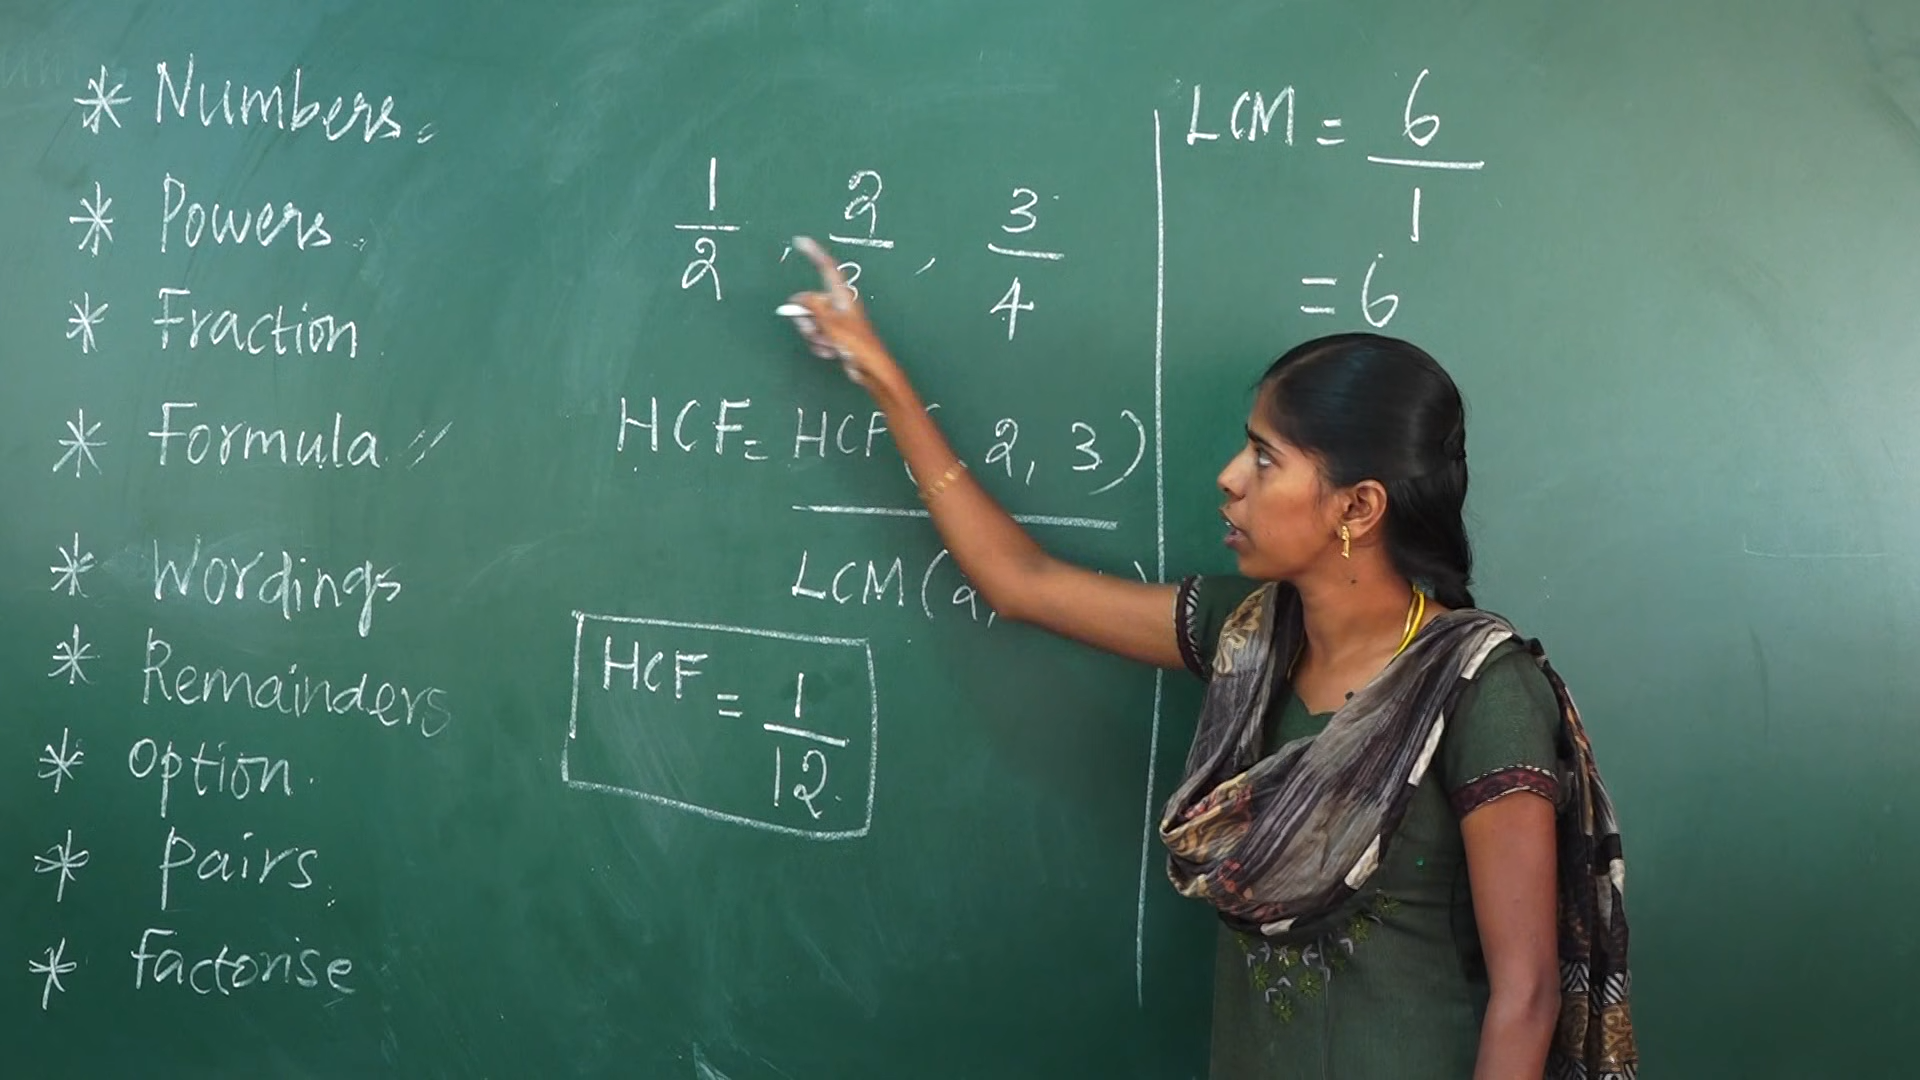 * Numbers.
* Powers.
* Fraction
* Formula
* Wordings
* Remainders
* Option.
* Pairs.
* Factorise
1/2, 2/3, 3/4
HCF = HCF( , 2, 3)
LCM(2,
HCF = 1/12
LCM = 6/1
= 6